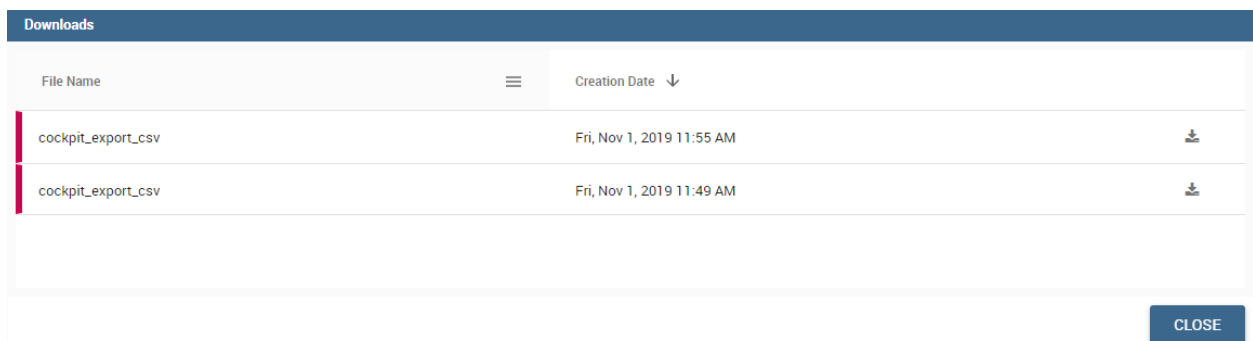 Downloads
File Name Creation Date
cockpit_export_csv Fri, Nov 1, 2019 11:55 AM
cockpit_export_csv Fri, Nov 1, 2019 11:49 AM
CLOSE